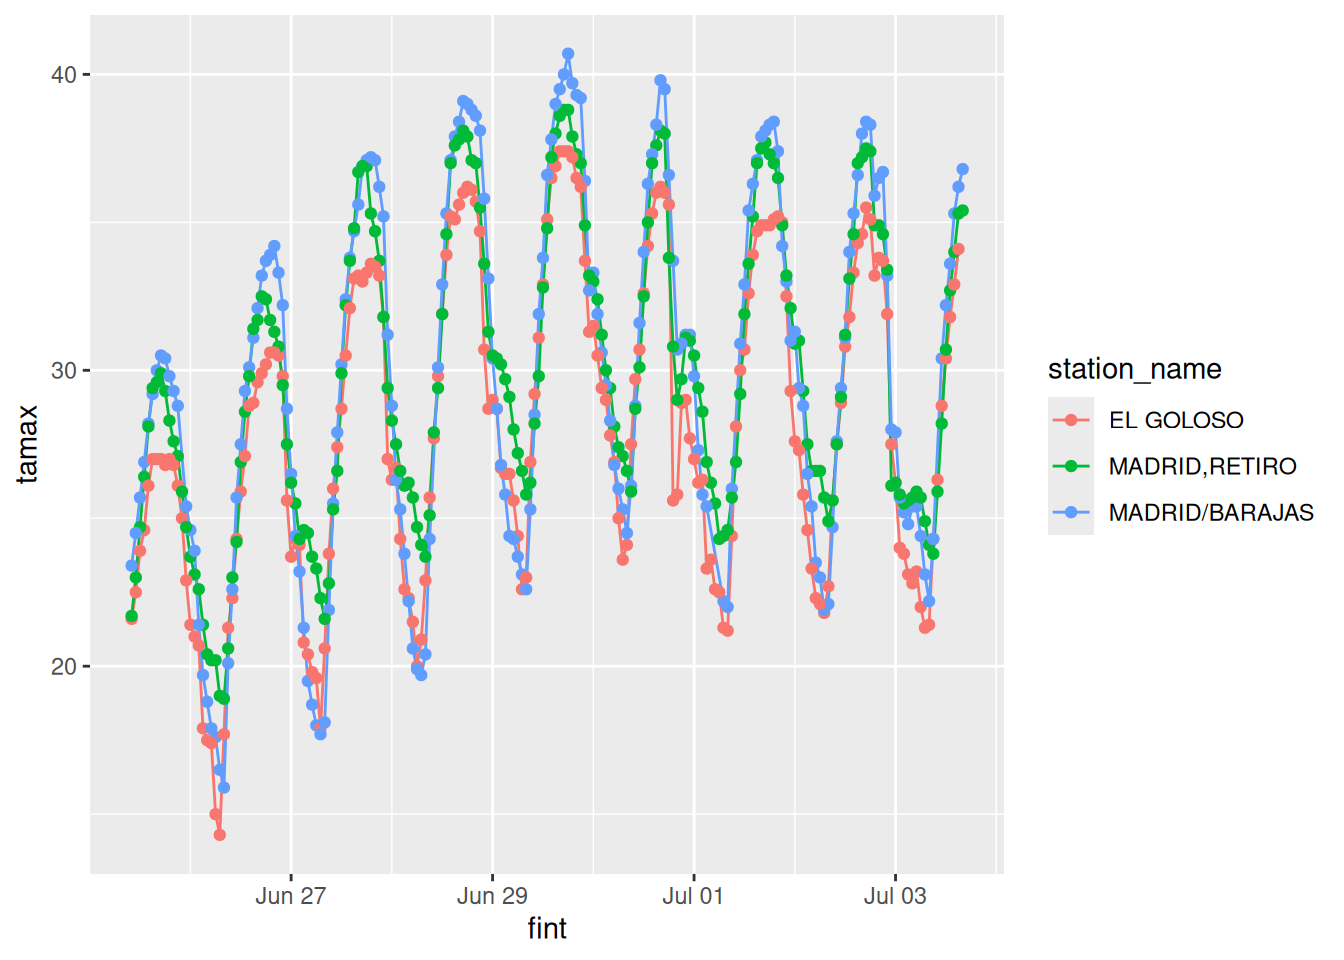 40
30
20
tamax
Jun 27
Jun 29
Jul 01
Jul 03
fint
station_name
EL GOLOSO
MADRID,RETIRO
MADRID/BARAJAS